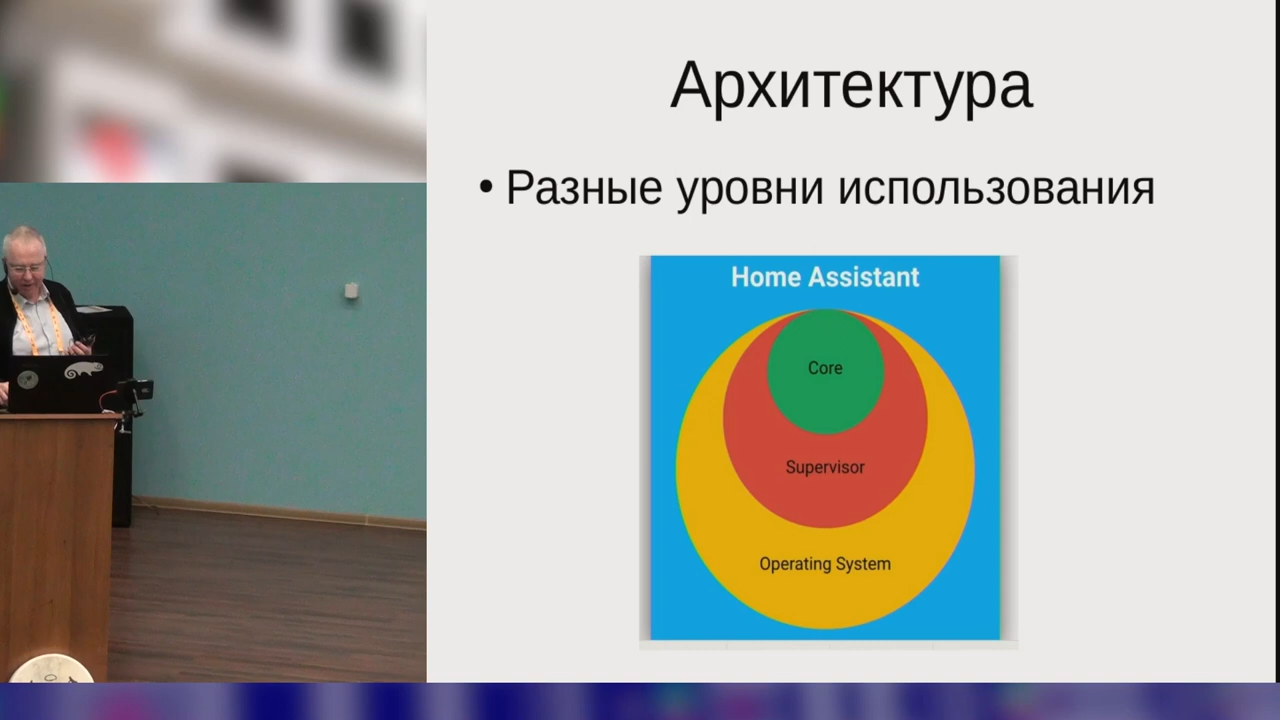 Архитектура
• Разные уровни использования
Home Assistant
Core
Supervisor
Operating System